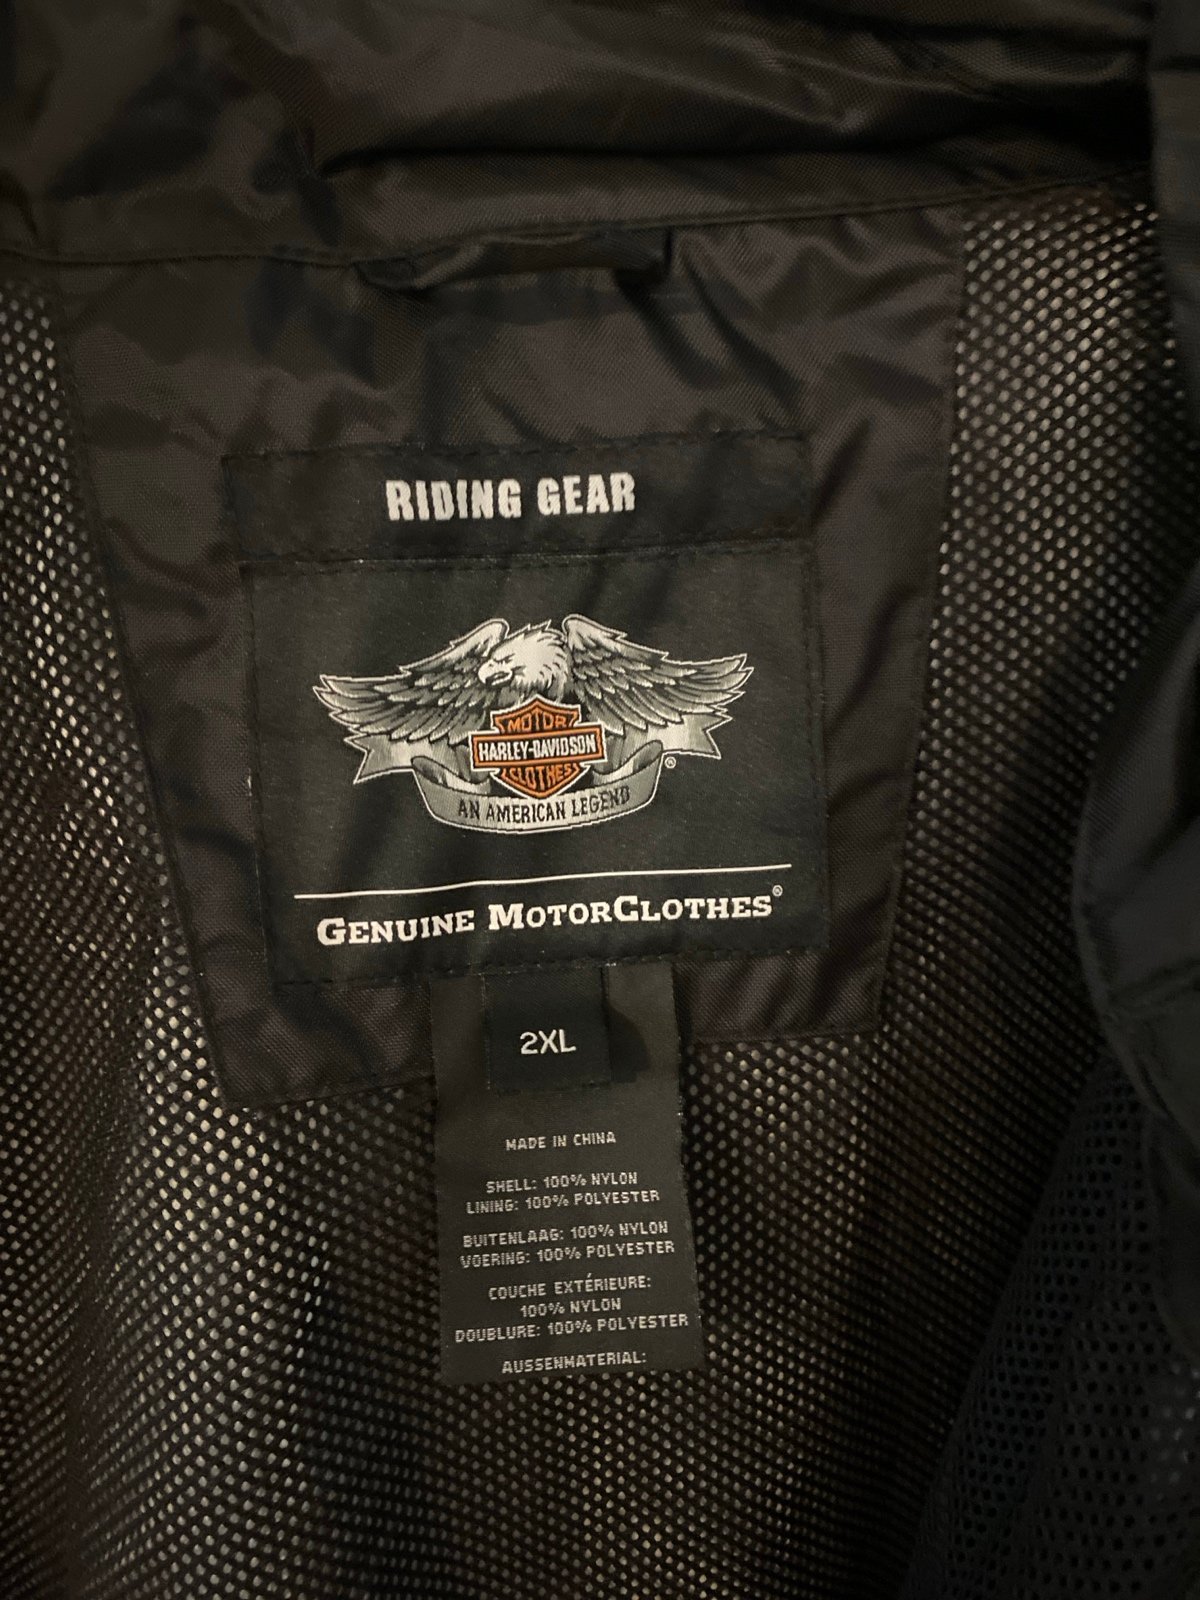 RIDING GEAR
MOTOR
HARLEY-DAVIDSON
CLOTHES
®
AN AMERICAN LEGEND
GENUINE MOTORCLOTHES®
2XL
MADE IN CHINA
SHELL: 100% NYLON
LINING: 100% POLYESTER
BUITENLAAG: 100% NYLON
VOERING: 100% POLYESTER
COUCHE EXTÉRIEURE:
100% NYLON
DOUBLURE: 100% POLYESTER
AUSSENMATERIAL: